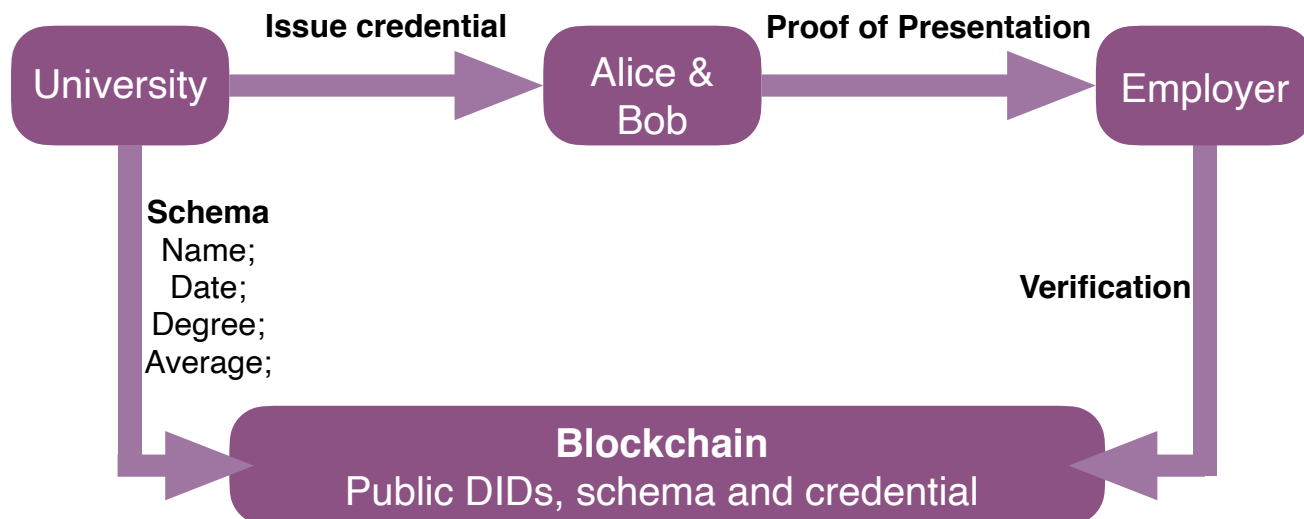 Issue credential
Proof of Presentation
University
Alice &
Bob
Employer
Schema
Name;
Date;
Degree;
Average;
Verification
Blockchain
Public DIDs, schema and credential